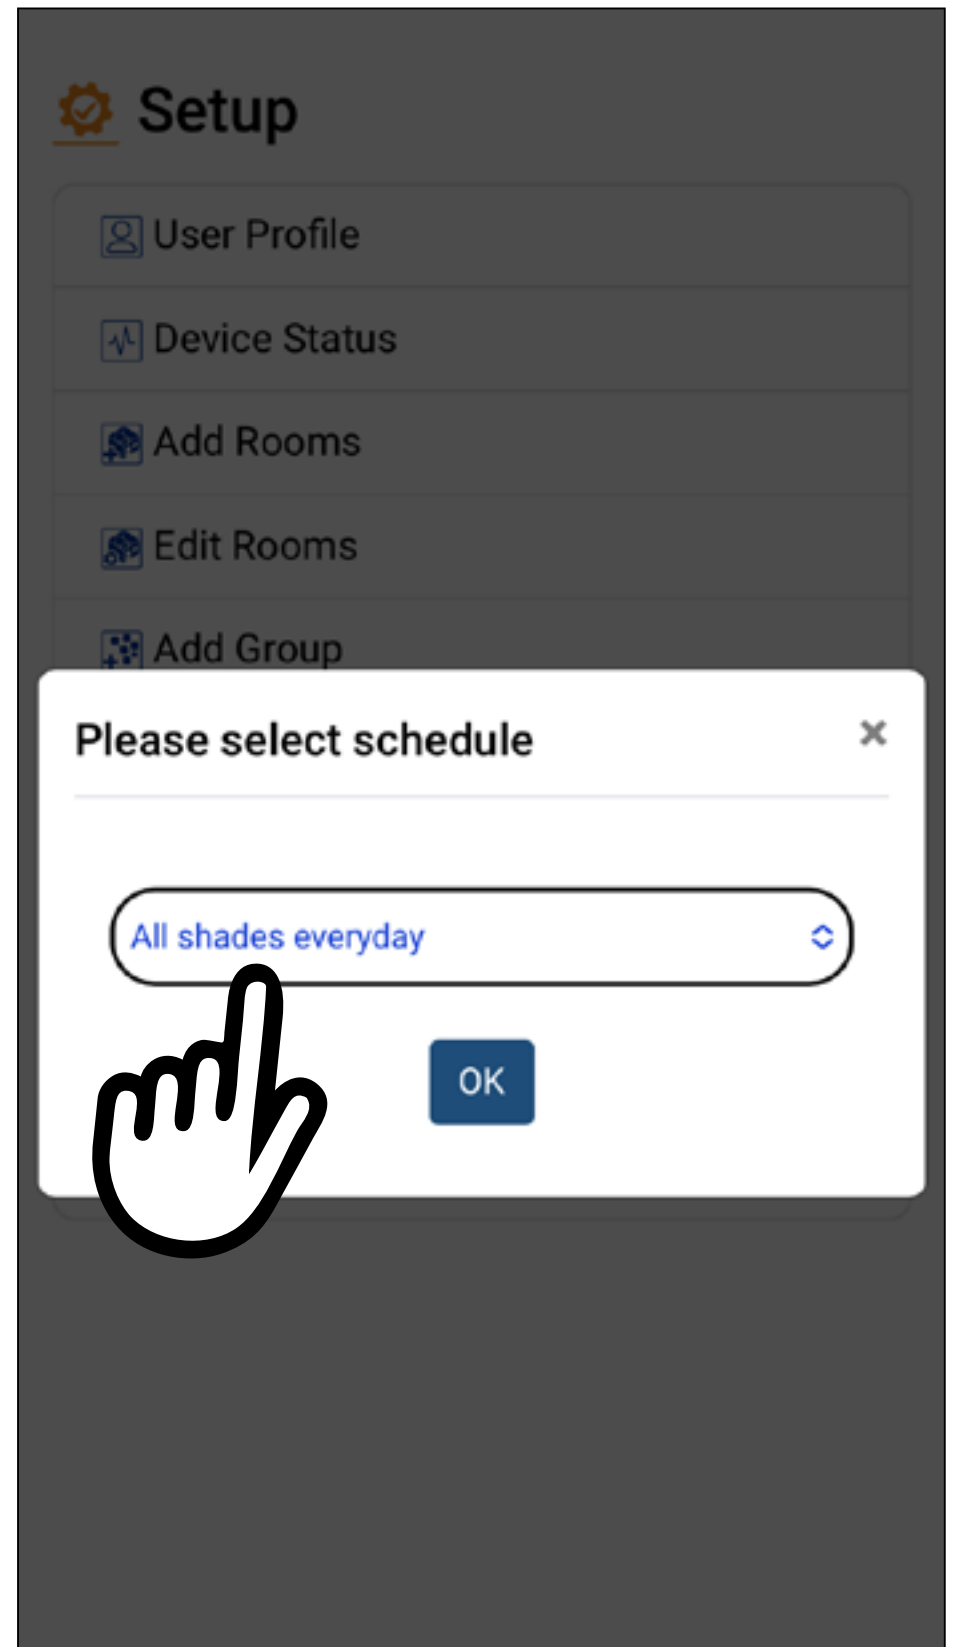 Setup
User Profile
Device Status
Add Rooms
Edit Rooms
Add Group
Please select schedule
×
All shades everyday
OK